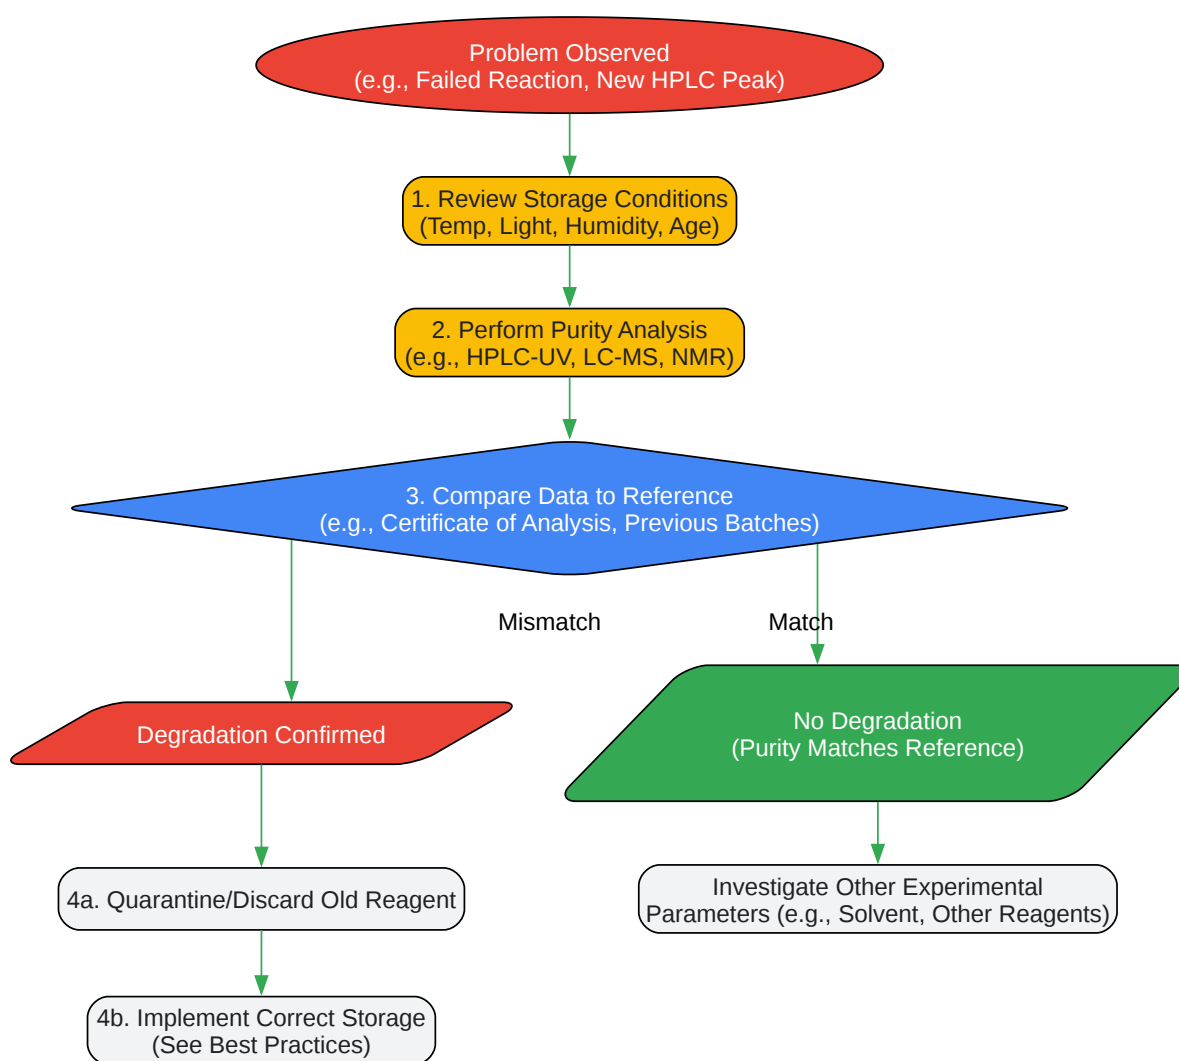 Problem Observed
(e.g., Failed Reaction, New HPLC Peak)
1. Review Storage Conditions
(Temp, Light, Humidity, Age)
2. Perform Purity Analysis
(e.g., HPLC-UV, LC-MS, NMR)
3. Compare Data to Reference
(e.g., Certificate of Analysis, Previous Batches)
Mismatch
Match
Degradation Confirmed
No Degradation
(Purity Matches Reference)
4a. Quarantine/Discard Old Reagent
Investigate Other Experimental
Parameters (e.g., Solvent, Other Reagents)
4b. Implement Correct Storage
(See Best Practices)